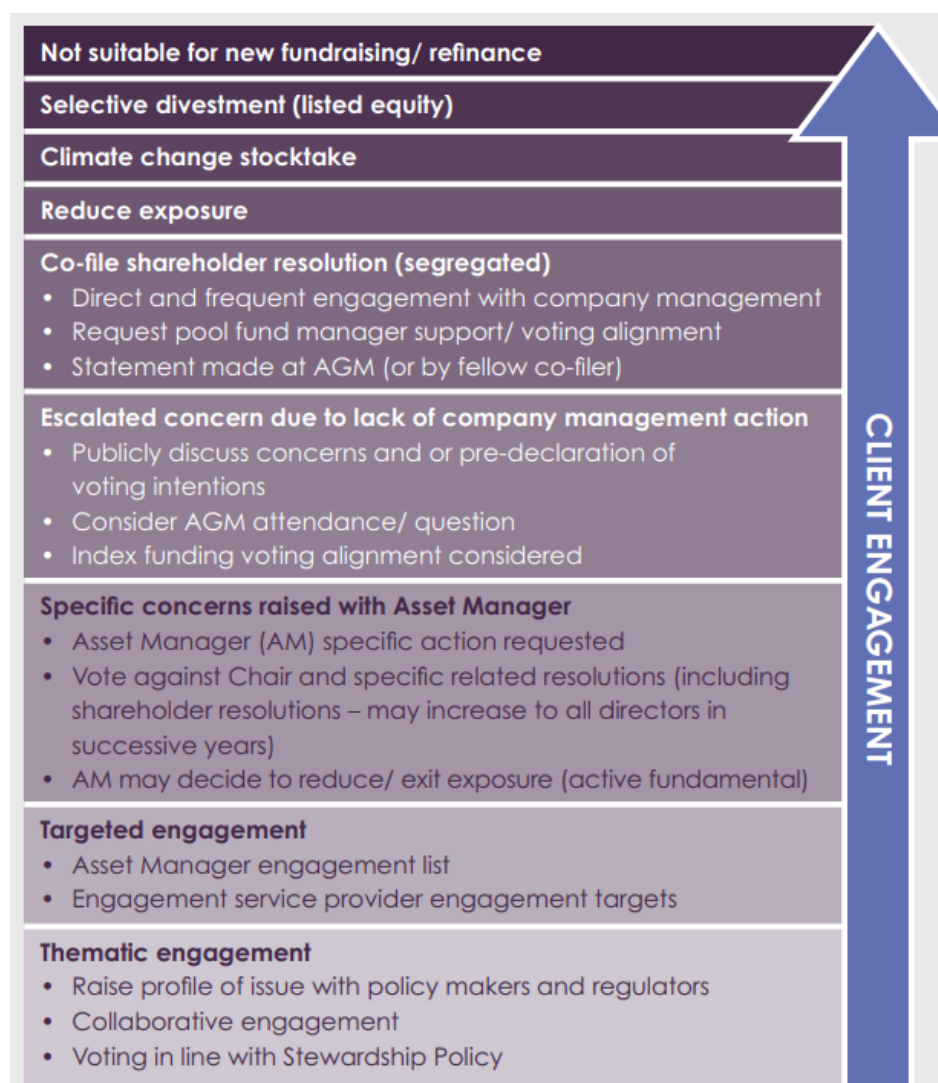 Not suitable for new fundraising/ refinance
Selective divestment (listed equity)
Climate change stocktake
Reduce exposure
Co-file shareholder resolution (segregated)
• Direct and frequent engagement with company management
• Request pool fund manager support/ voting alignment
• Statement made at AGM (or by fellow co-filer)
Escalated concern due to lack of company management action
• Publicly discuss concerns and or pre-declaration of
voting intentions
• Consider AGM attendance/ question
• Index funding voting alignment considered
Specific concerns raised with Asset Manager
• Asset Manager (AM) specific action requested
• Vote against Chair and specific related resolutions (including
shareholder resolutions – may increase to all directors in
successive years)
• AM may decide to reduce/ exit exposure (active fundamental)
Targeted engagement
• Asset Manager engagement list
• Engagement service provider engagement targets
Thematic engagement
• Raise profile of issue with policy makers and regulators
• Collaborative engagement
• Voting in line with Stewardship Policy
CLIENT ENGAGEMENT